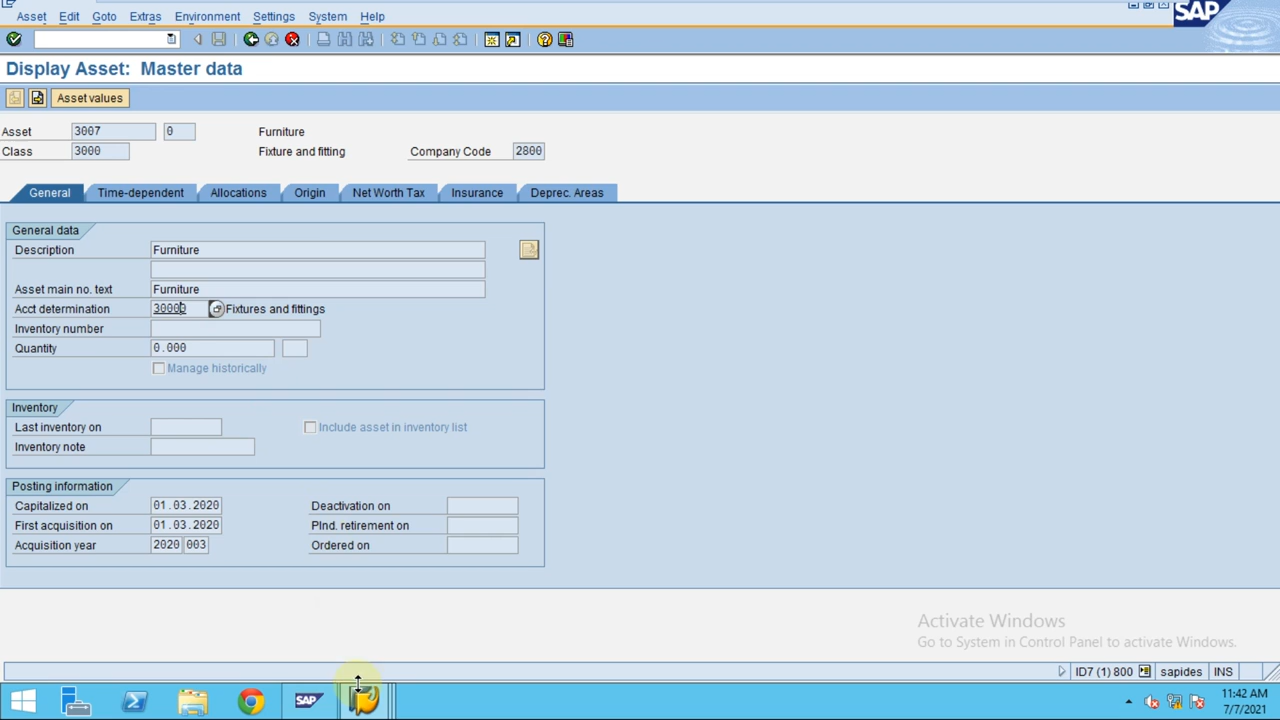 Asset Edit Goto Extras Environment Settings System Help
SAP
Display Asset: Master data
Asset values
Asset 3007 0 Furniture
Class 3000 Fixture and fitting Company Code 2800
General Time-dependent Allocations Origin Net Worth Tax Insurance Deprec. Areas
General data
Description Furniture
Asset main no. text Furniture
Acct determination 30000 Fixtures and fittings
Inventory number
Quantity 0.000
Manage historically
Inventory
Last inventory on Include asset in inventory list
Inventory note
Posting information
Capitalized on 01.03.2020 Deactivation on
First acquisition on 01.03.2020 Plnd. retirement on
Acquisition year 2020 003 Ordered on
Activate Windows
Go to System in Control Panel to activate Windows.
ID7 (1) 800 sapides INS
SAP
11:42 AM
7/7/2021